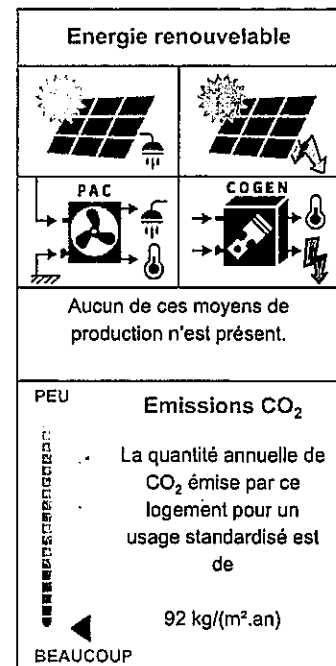 Energie renouvelable
PAC
COGEN
Aucun de ces moyens de
production n'est présent.
PEU
Emissions CO₂
La quantité annuelle de
CO₂ émise par ce
logement pour un
usage standardisé est
de
92 kg/(m².an)
BEAUCOUP